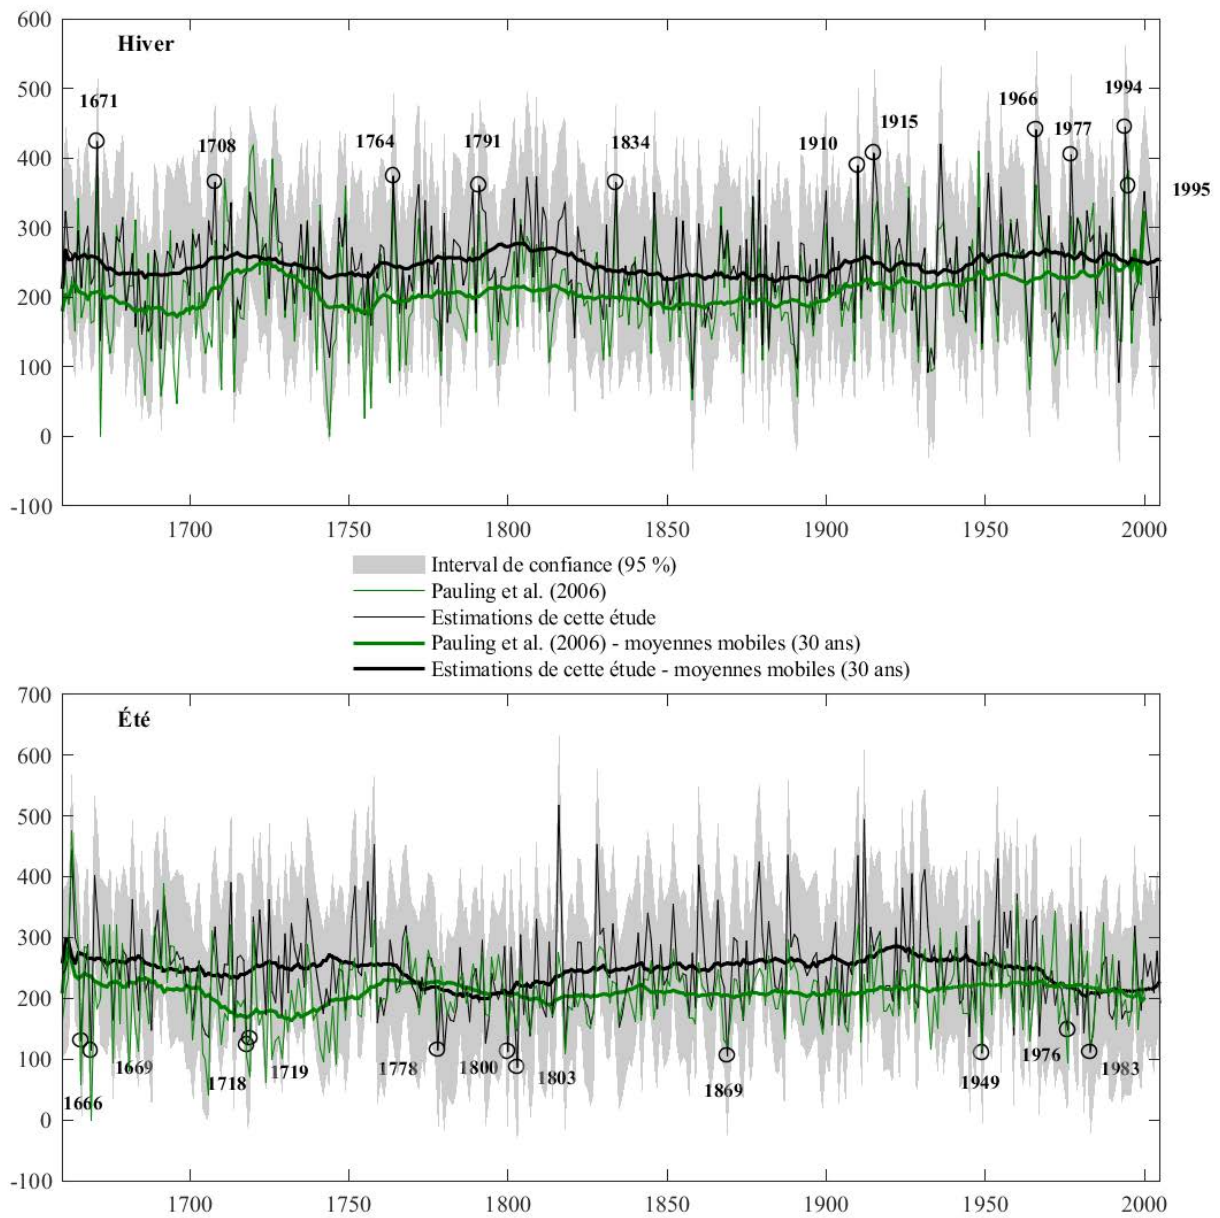 600
Hiver
500
1994
1671
1966
1915
1977
400
1708
1764
1791
1834
1910
1995
300
200
100
0
-100
1700 1750 1800 1850 1900 1950 2000
Interval de confiance (95 %)
Pauling et al. (2006)
Estimations de cette étude
Pauling et al. (2006) - moyennes mobiles (30 ans)
Estimations de cette étude - moyennes mobiles (30 ans)
700
Été
600
500
400
300
200
100
1669 1778 1800 1976 1983
1718 1719 1803 1869 1949
1666
0
-100
1700 1750 1800 1850 1900 1950 2000